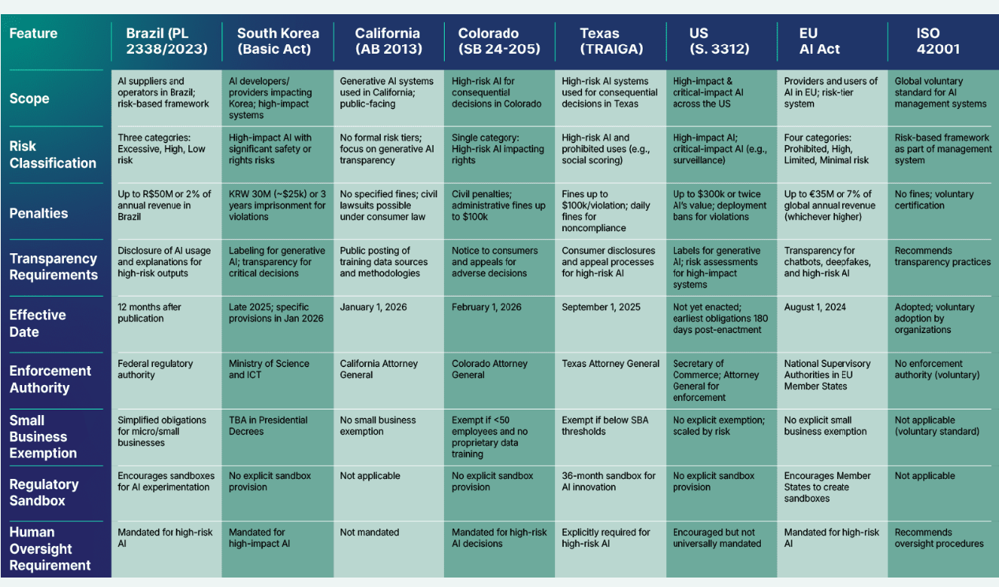 Feature
Brazil (PL
2338/2023)
South Korea
(Basic Act)
California
(AB 2013)
Colorado
(SB 24-205)
Texas
(TRAIGA)
US
(S. 3312)
EU
AI Act
ISO
42001
Scope
AI suppliers and
operators in Brazil;
risk-based framework
AI developers/
providers impacting
Korea; high-impact
systems
Generative AI systems
used in California;
public-facing
High-risk AI for
consequential
decisions in Colorado
High-risk AI systems
used for consequential
decisions in Texas
High-impact &
critical-impact AI
across the US
Providers and users of
AI in EU; risk-tier
system
Global voluntary
standard for AI
management systems
Risk
Classification
Three categories:
Excessive, High, Low
risk
High-impact AI with
significant safety or
rights risks
No formal risk tiers;
focus on generative AI
transparency
Single category:
High-risk AI impacting
rights
High-risk AI and
prohibited uses (e.g.,
social scoring)
High-impact AI;
critical-impact AI (e.g.,
surveillance)
Four categories:
Prohibited, High,
Limited, Minimal risk
Risk-based framework
as part of management
system
Penalties
Up to R$50M or 2% of
annual revenue in
Brazil
KRW 30M (~$25k) or 3
years imprisonment for
violations
No specified fines; civil
lawsuits possible
under consumer law
Civil penalties;
administrative fines up
to $100k
Fines up to
$100k/violation; daily
fines for
noncompliance
Up to $300k or twice
AI's value; deployment
bans for violations
Up to €35M or 7% of
global annual revenue
(whichever higher)
No fines; voluntary
certification
Transparency
Requirements
Disclosure of AI usage
and explanations for
high-risk outputs
Labeling for generative
AI; transparency for
critical decisions
Public posting of
training data sources
and methodologies
Notice to consumers
and appeals for
adverse decisions
Consumer disclosures
and appeal processes
for high-risk AI
Labels for generative
AI; risk assessments
for high-impact
systems
Transparency for
chatbots, deepfakes,
and high-risk AI
Recommends
transparency practices
Effective
Date
12 months after
publication
Late 2025; specific
provisions in Jan 2026
January 1, 2026
February 1, 2026
September 1, 2025
Not yet enacted;
earliest obligations 180
days post-enactment
August 1, 2024
Adopted; voluntary
adoption by
organizations
Enforcement
Authority
Federal regulatory
authority
Ministry of Science
and ICT
California Attorney
General
Colorado Attorney
General
Texas Attorney General
Secretary of
Commerce; Attorney
General for
enforcement
National Supervisory
Authorities in EU
Member States
No enforcement
authority (voluntary)
Small
Business
Exemption
Simplified obligations
for micro/small
businesses
TBA in Presidential
Decrees
No small business
exemption
Exempt if <50
employees and no
proprietary data
training
Exempt if below SBA
thresholds
No explicit exemption;
scaled by risk
No explicit small
business exemption
Not applicable
(voluntary standard)
Regulatory
Sandbox
Encourages sandboxes
for AI experimentation
No explicit sandbox
provision
Not applicable
No explicit sandbox
provision
36-month sandbox for
AI innovation
No explicit sandbox
provision
Encourages Member
States to create
sandboxes
Not applicable
Human
Oversight
Requirement
Mandated for high-risk
AI
Mandated for
high-impact AI
Not mandated
Mandated for high-risk
AI decisions
Explicitly required for
high-risk AI
Encouraged but not
universally mandated
Mandated for high-risk
AI
Recommends
oversight procedures